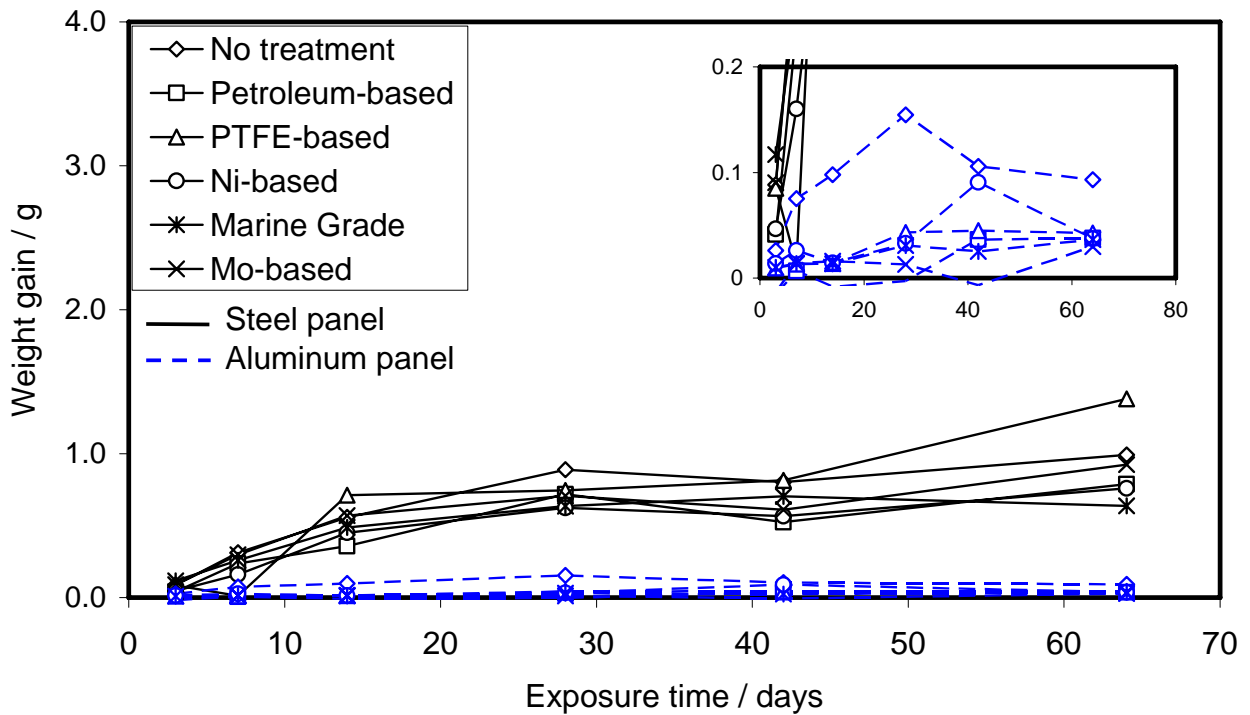 4.0
No treatment
Petroleum-based
PTFE-based
Ni-based
Marine Grade
Mo-based
Steel panel
Aluminum panel
3.0
2.0
1.0
0.0
Weight gain / g
0 10 20 30 40 50 60 70
Exposure time / days
0.2
0.1
0
0 20 40 60 80